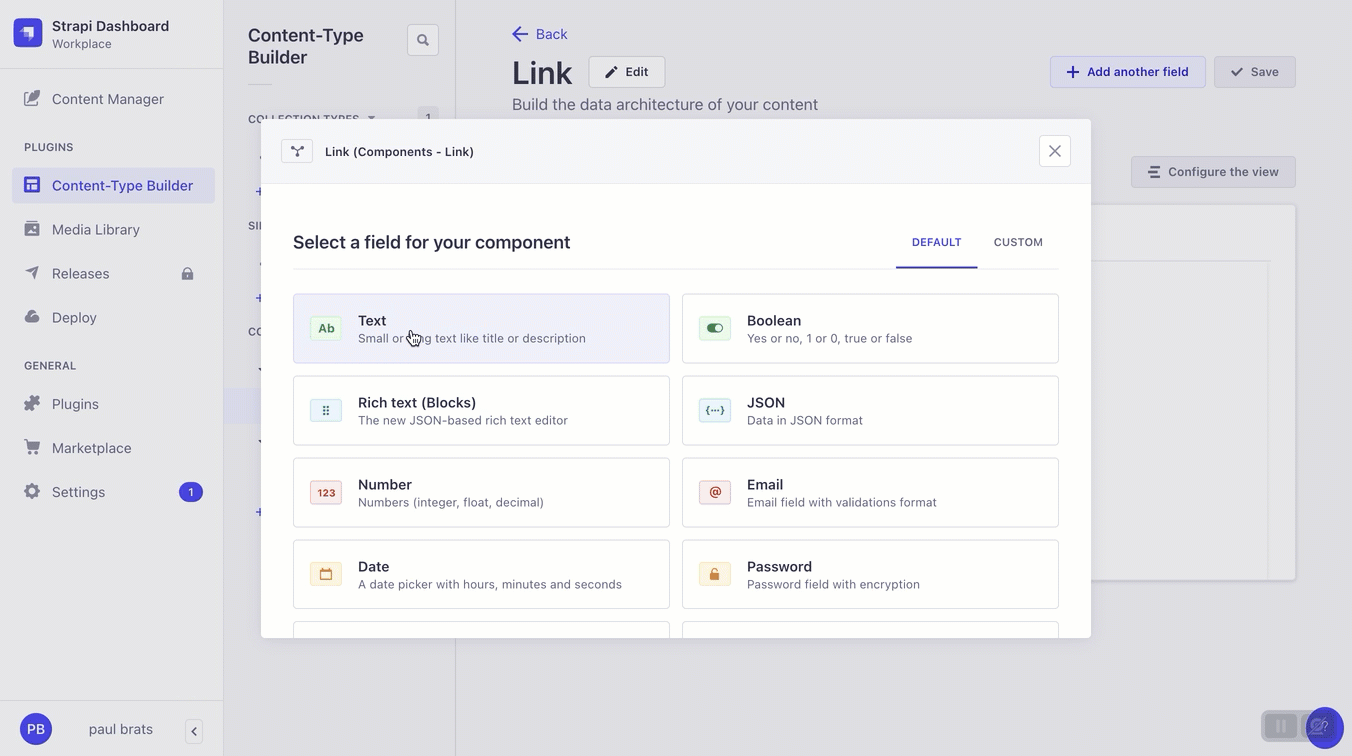 Strapi Dashboard
Workplace
Content Manager
PLUGINS
Content-Type Builder
Media Library
Releases
Deploy
GENERAL
Plugins
Marketplace
Settings
1
PB
paul brats
Content-Type
Builder
COLLECTION TYPES
1
SI
CO
Back
Link
Edit
Build the data architecture of your content
Add another field
Save
Configure the view
Link (Components - Link)
Select a field for your component
DEFAULT
CUSTOM
Ab
Text
Small or long text like title or description
Boolean
Yes or no, 1 or 0, true or false
Rich text (Blocks)
The new JSON-based rich text editor
{···}
JSON
Data in JSON format
123
Number
Numbers (integer, float, decimal)
@
Email
Email field with validations format
Date
A date picker with hours, minutes and seconds
Password
Password field with encryption
?